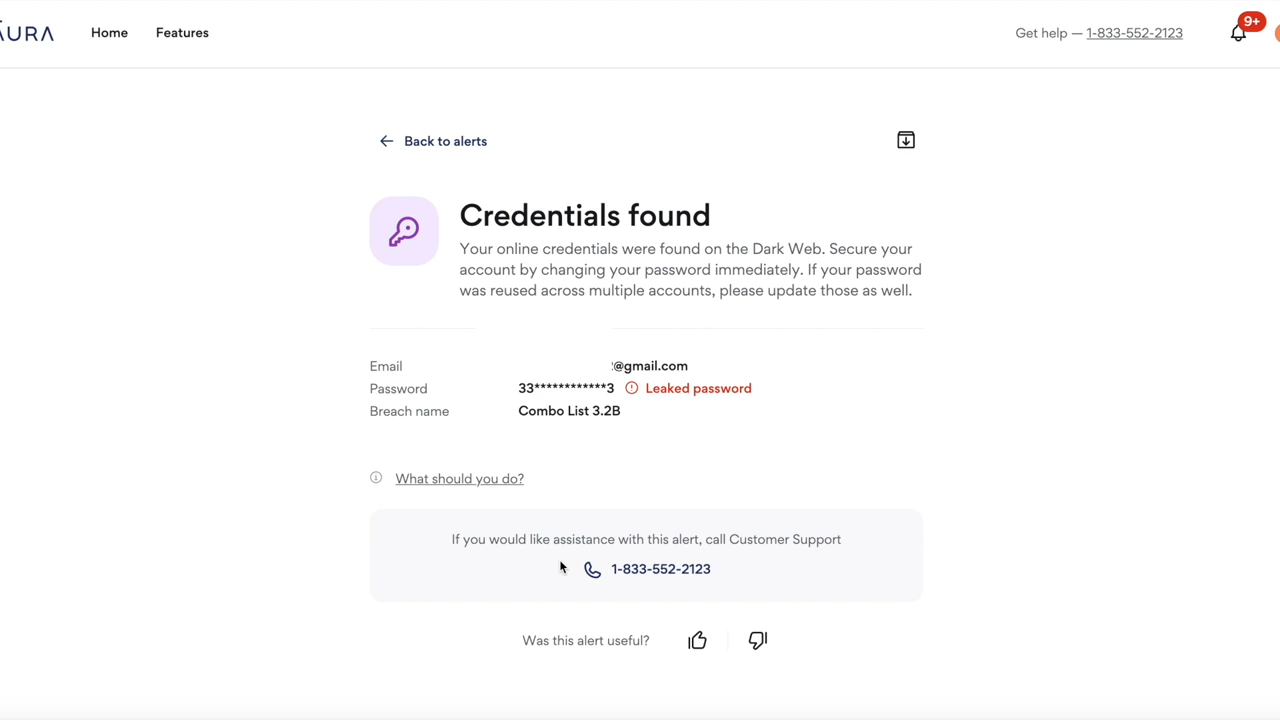 AURA
Home
Features
Get help — 1-833-552-2123
9+
Back to alerts
Credentials found
Your online credentials were found on the Dark Web. Secure your
account by changing your password immediately. If your password
was reused across multiple accounts, please update those as well.
Email @gmail.com
Password 33************3 Leaked password
Breach name Combo List 3.2B
What should you do?
If you would like assistance with this alert, call Customer Support
1-833-552-2123
Was this alert useful?